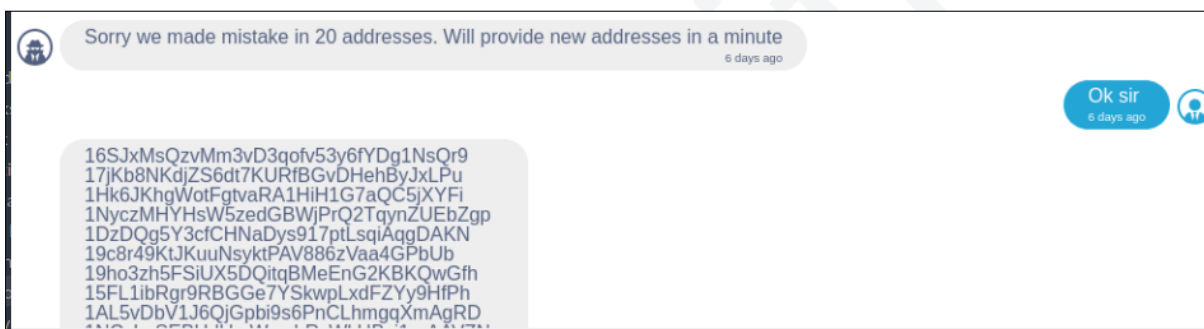 Sorry we made mistake in 20 addresses. Will provide new addresses in a minute
6 days ago
Ok sir
6 days ago
16SJxMsQzvMm3vD3qofv53y6fYDg1NsQr9
17jKb8NKdjZS6dt7KURfBGvDHehByJxLPu
1Hk6JKhgWotFgtvaRA1HiH1G7aQC5jXYFi
1NyczMHYHsW5zedGBWjPrQ2TqynZUEbZgp
1DzDQg5Y3cfCHNaDys917ptLsqiAqgDAKN
19c8r49KtJKuuNsyktPAV886zVaa4GPbUb
19ho3zh5FSiUX5DQitqBMeEnG2KBKQwGfh
15FL1ibRgr9RBGGe7YSkwpLxdFZYy9HfPh
1AL5vDbV1J6QjGpbi9s6PnCLhmgqXmAgRD